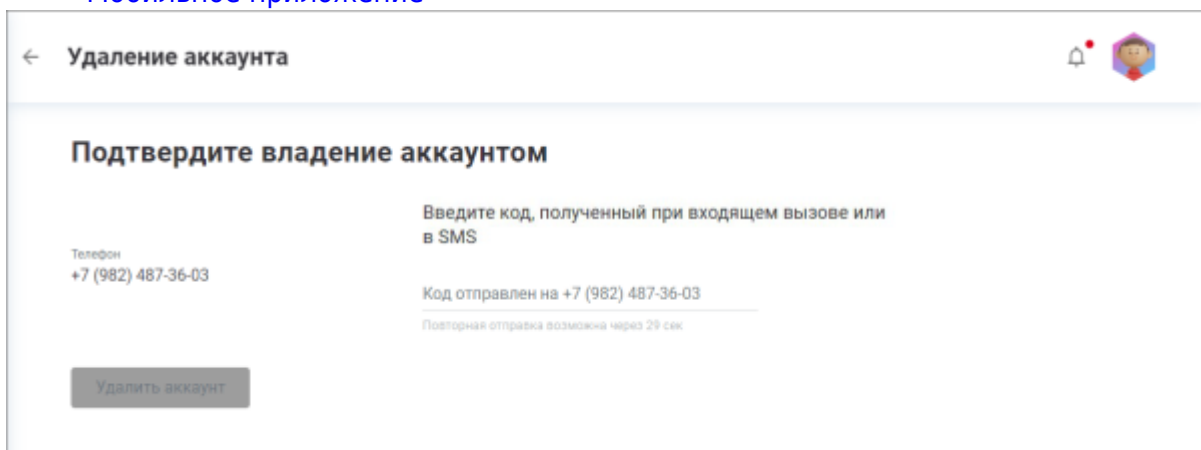 Мобильное приложение
Удаление аккаунта
Подтвердите владение аккаунтом
Введите код, полученный при входящем вызове или
в SMS
Телефон
+7 (982) 487-36-03
Код отправлен на +7 (982) 487-36-03
Повторная отправка возможна через 29 сек
Удалить аккаунт